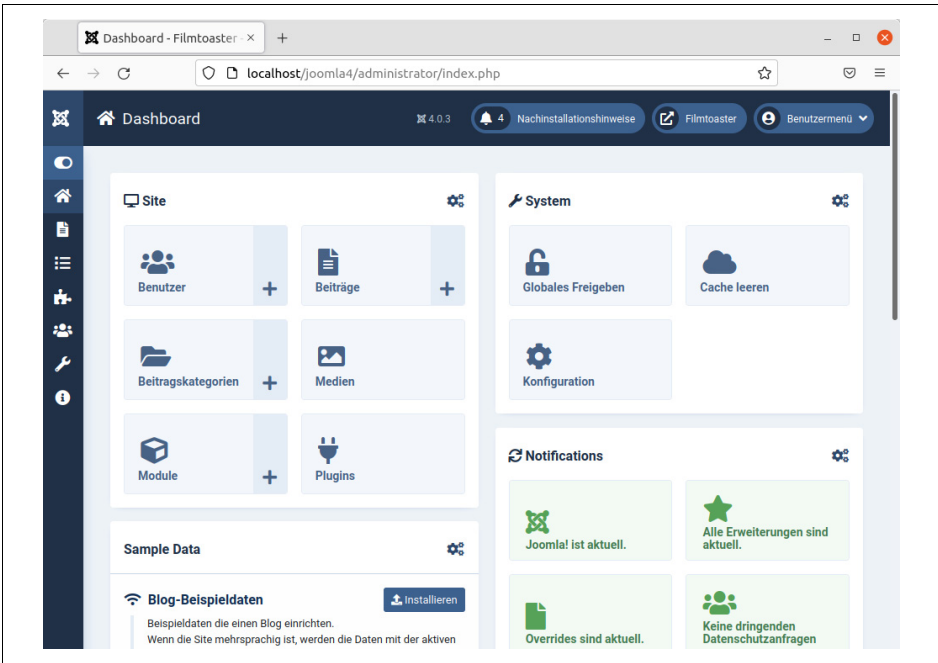 Dashboard - Filmtoaster -
localhost/joomla4/administrator/index.php
Dashboard
4.0.3
4 Nachinstallationshinweise
Filmtoaster
Benutzermenü
Site
Benutzer
Beiträge
Beitragskategorien
Medien
Module
Plugins
System
Globales Freigeben
Cache leeren
Konfiguration
Notifications
Joomla! ist aktuell.
Alle Erweiterungen sind
aktuell.
Overrides sind aktuell.
Keine dringenden
Datenschutzanfragen
Sample Data
Blog-Beispieldaten
Installieren
Beispieldaten die einen Blog einrichten.
Wenn die Site mehrsprachig ist, werden die Daten mit der aktiven